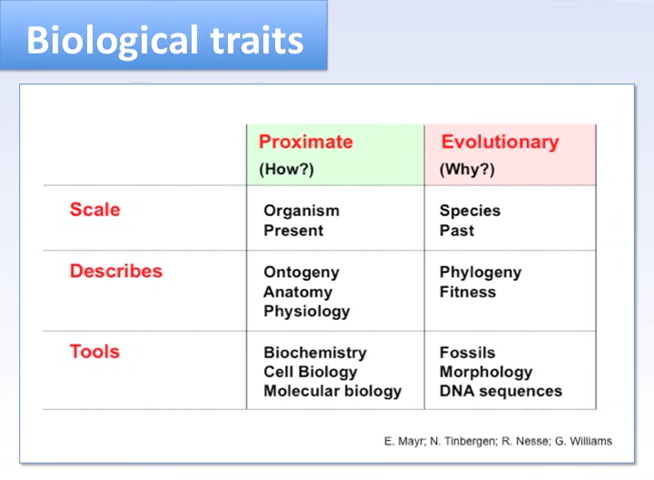 Biological traits
Proximate Evolutionary
(How?) (Why?)
Scale Organism Species
Present Past
Describes Ontogeny Phylogeny
Anatomy Fitness
Physiology
Tools Biochemistry Fossils
Cell Biology Morphology
Molecular biology DNA sequences
E. Mayr; N. Tinbergen; R. Nesse; G. Williams